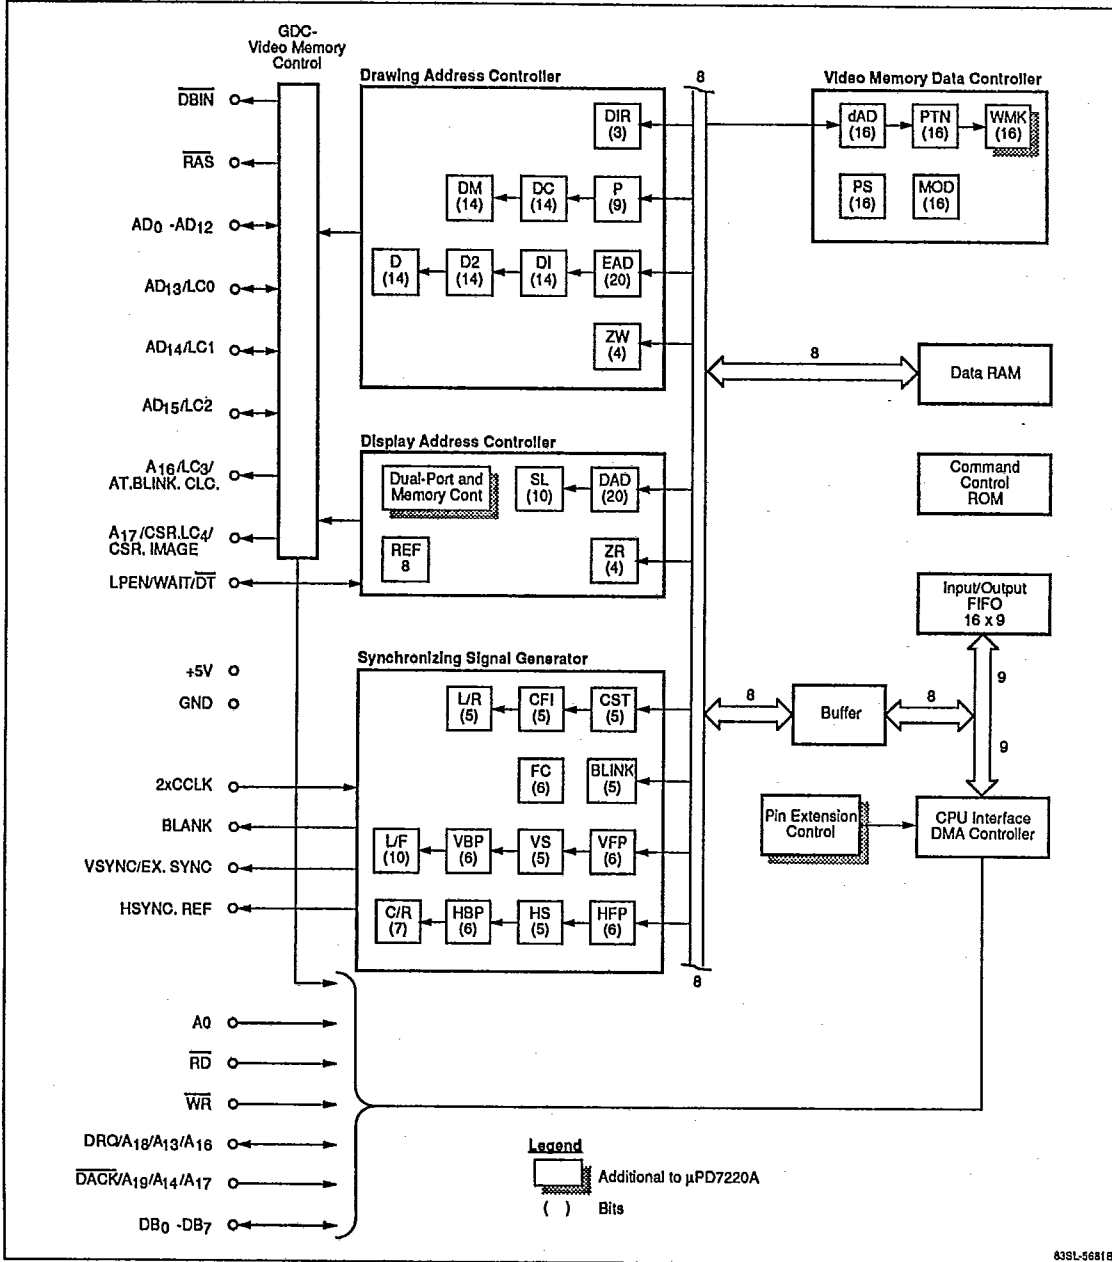 GDC-
Video Memory
Control
DBIN
RAS
AD0 -AD12
AD13/LC0
AD14/LC1
AD15/LC2
A16/LC3/
AT.BLINK. CLC.
A17/CSR.LC4/
CSR. IMAGE
LPEN/WAIT/DT
+5V
GND
2xCCLK
BLANK
VSYNC/EX. SYNC
HSYNC. REF
A0
RD
WR
DRQ/A18/A13/A16
DACK/A19/A14/A17
DB0 -DB7
Drawing Address Controller
DIR
(3)
DM
(14)
DC
(14)
P
(9)
D
(14)
D2
(14)
DI
(14)
EAD
(20)
ZW
(4)
Display Address Controller
Dual-Port and
Memory Cont
SL
(10)
DAD
(20)
REF
8
ZR
(4)
Synchronizing Signal Generator
L/R
(5)
CFI
(5)
CST
(5)
FC
(6)
BLINK
(5)
L/F
(10)
VBP
(6)
VS
(5)
VFP
(6)
C/R
(7)
HBP
(6)
HS
(5)
HFP
(6)
8
8
Video Memory Data Controller
dAD
(16)
PTN
(16)
WMK
(16)
PS
(16)
MOD
(16)
8
Data RAM
Command
Control
ROM
Input/Output
FIFO
16 x 9
9
8
Buffer
8
9
Pin Extension
Control
CPU Interface
DMA Controller
Legend
Additional to µPD7220A
( ) Bits
83SL-5681B